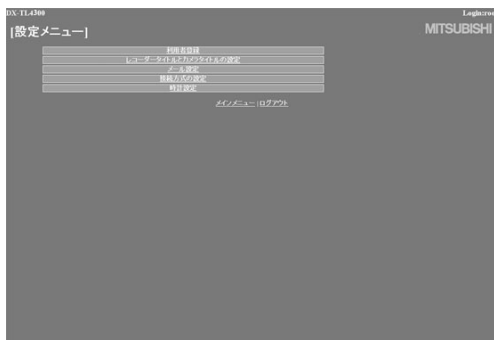 DX-TL4300
Login:roo
[設定メニュー]
MITSUBISHI
利用者登録
レコーダータイトルとカメラタイトルの設定
メール設定
接続方式の設定
時計設定
メインメニュー | ログアウト